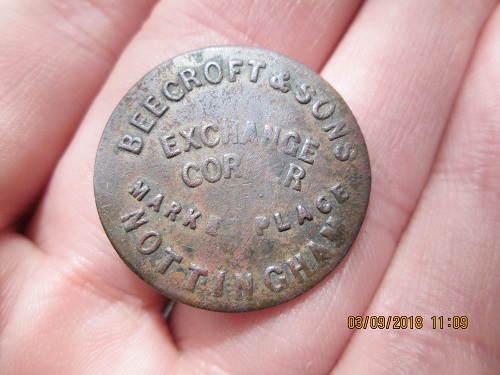 BEECROFT & SONS
EXCHANGE
CORNER
MARKET PLACE
NOTTINGHAM
03/09/2018 11:09